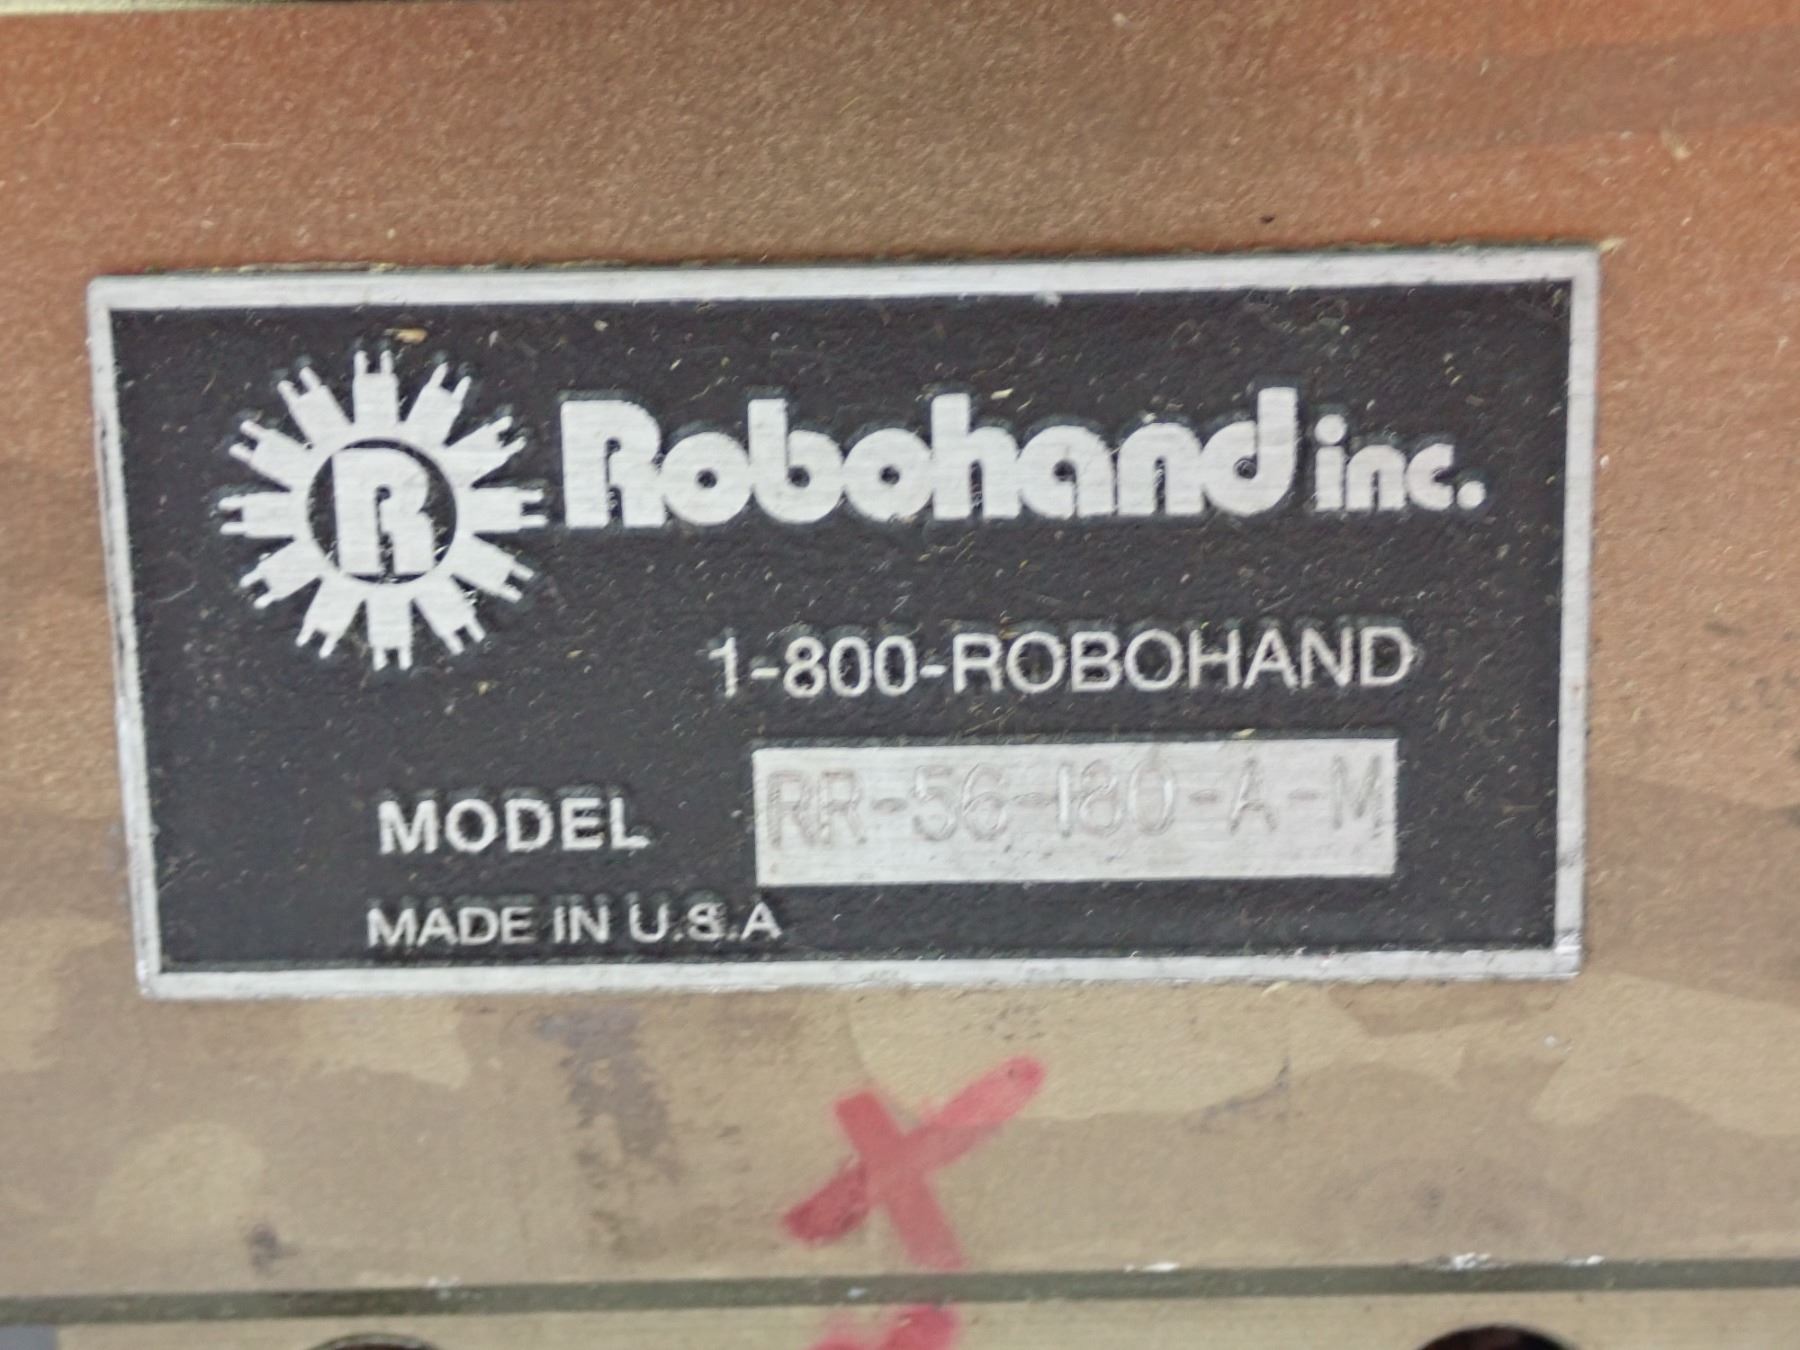 R Robohand inc.
1-800-ROBOHAND
MODEL RR-56-180-A-M
MADE IN U.S.A